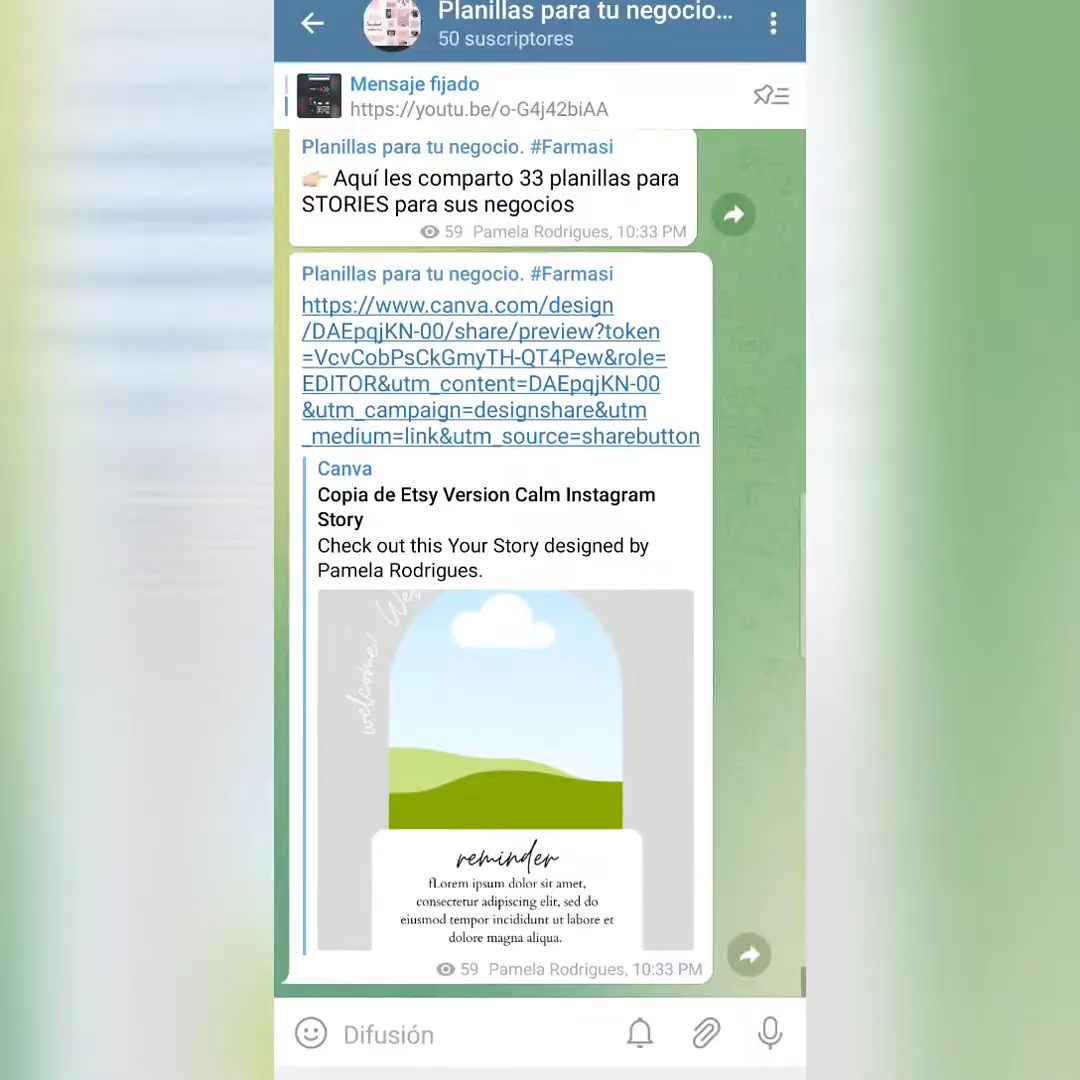 Planillas para tu negocio...
50 suscriptores
Mensaje fijado
https://youtu.be/o-G4j42biAA
Planillas para tu negocio. #Farmasi
👉🏻 Aquí les comparto 33 planillas para
STORIES para sus negocios
59 Pamela Rodrigues, 10:33 PM
Planillas para tu negocio. #Farmasi
https://www.canva.com/design
/DAEpqjKN-00/share/preview?token
=VcvCobPsCkGmyTH-QT4Pew&role=
EDITOR&utm_content=DAEpqjKN-00
&utm_campaign=designshare&utm
_medium=link&utm_source=sharebutton
Canva
Copia de Etsy Version Calm Instagram
Story
Check out this Your Story designed by
Pamela Rodrigues.
welcome! We
reminder
fLorem ipsum dolor sit amet,
consectetur adipiscing elit, sed do
eiusmod tempor incididunt ut labore et
dolore magna aliqua.
59 Pamela Rodrigues, 10:33 PM
Difusión